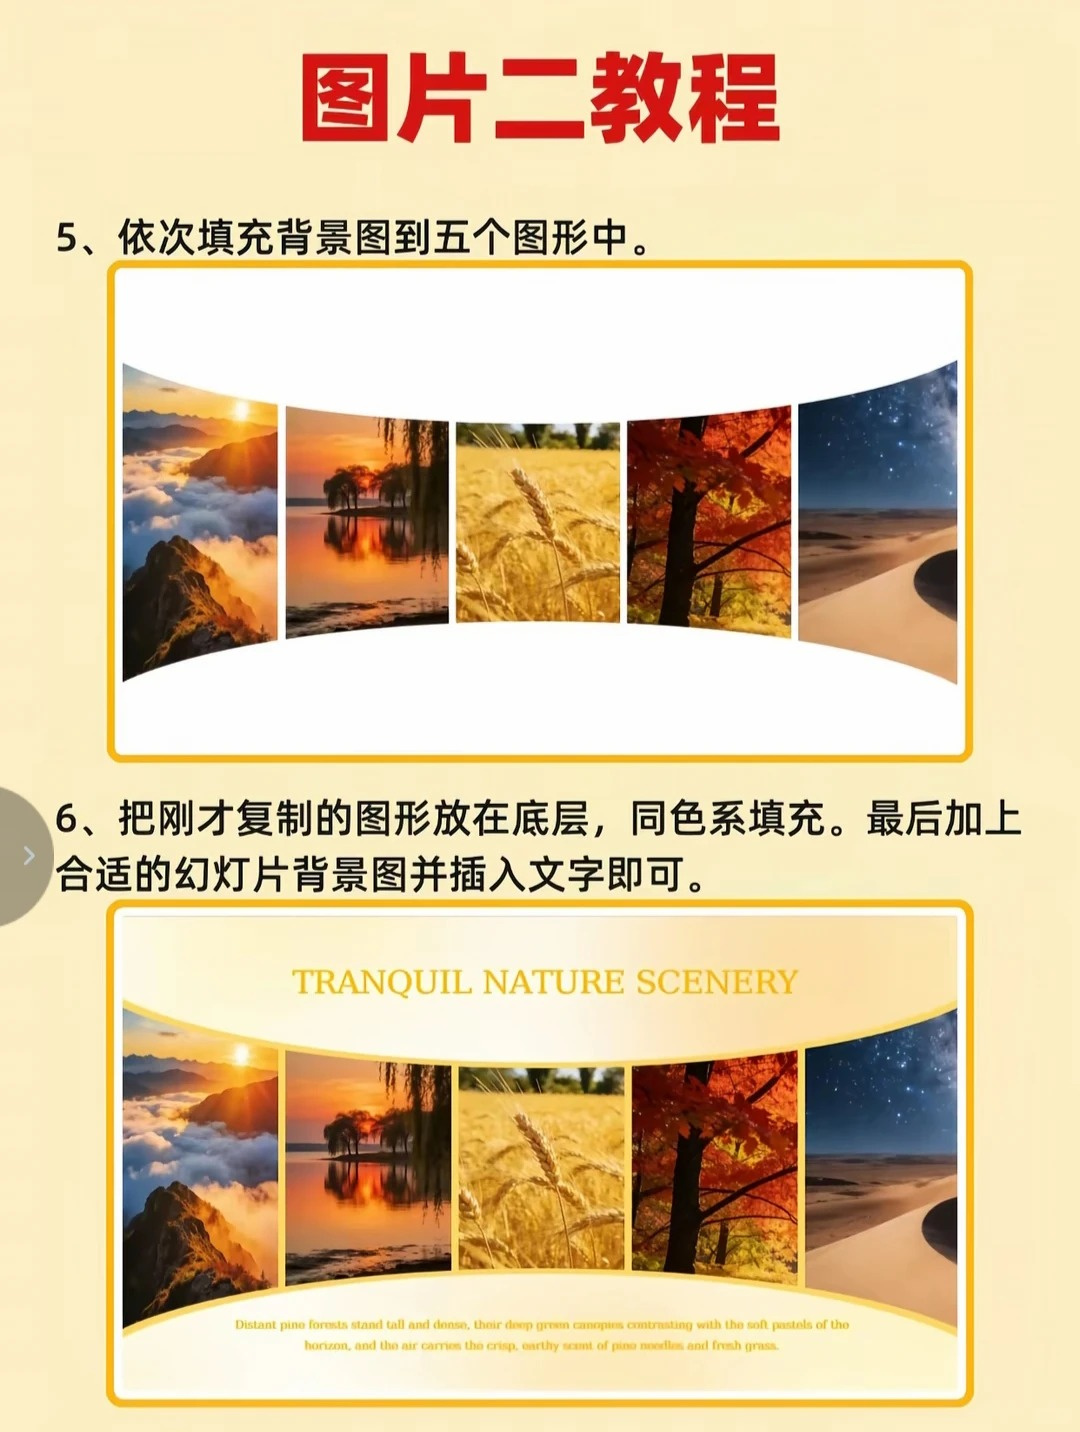 图片二教程
5、依次填充背景图到五个图形中。
6、把刚才复制的图形放在底层，同色系填充。最后加上
合适的幻灯片背景图并插入文字即可。
TRANQUIL NATURE SCENERY
Distant pine forests stand tall and dense, their deep green canopies contrasting with the soft pastels of the
horizon, and the air carries the crisp, earthy scent of pine needles and fresh grass.